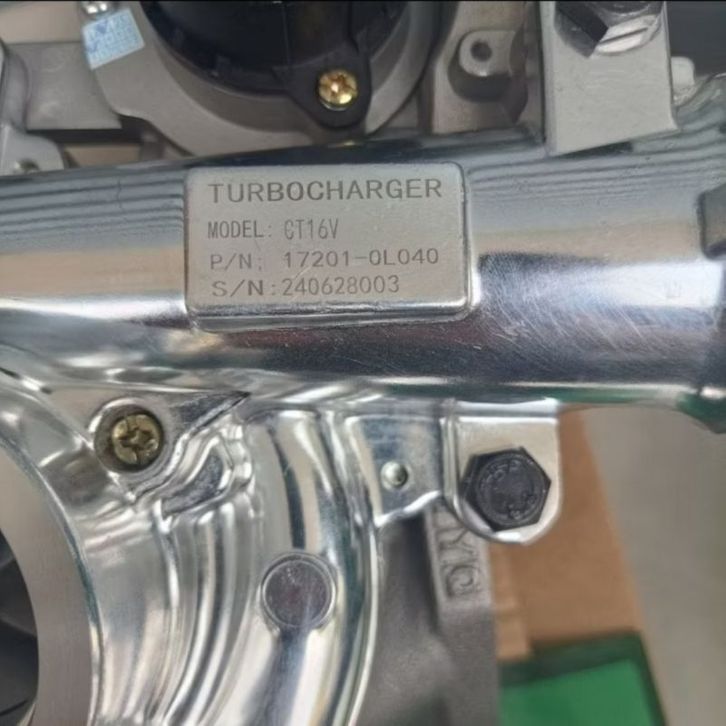 TURBOCHARGER
MODEL: CT16V
P/N: 17201-0L040
S/N:240628003